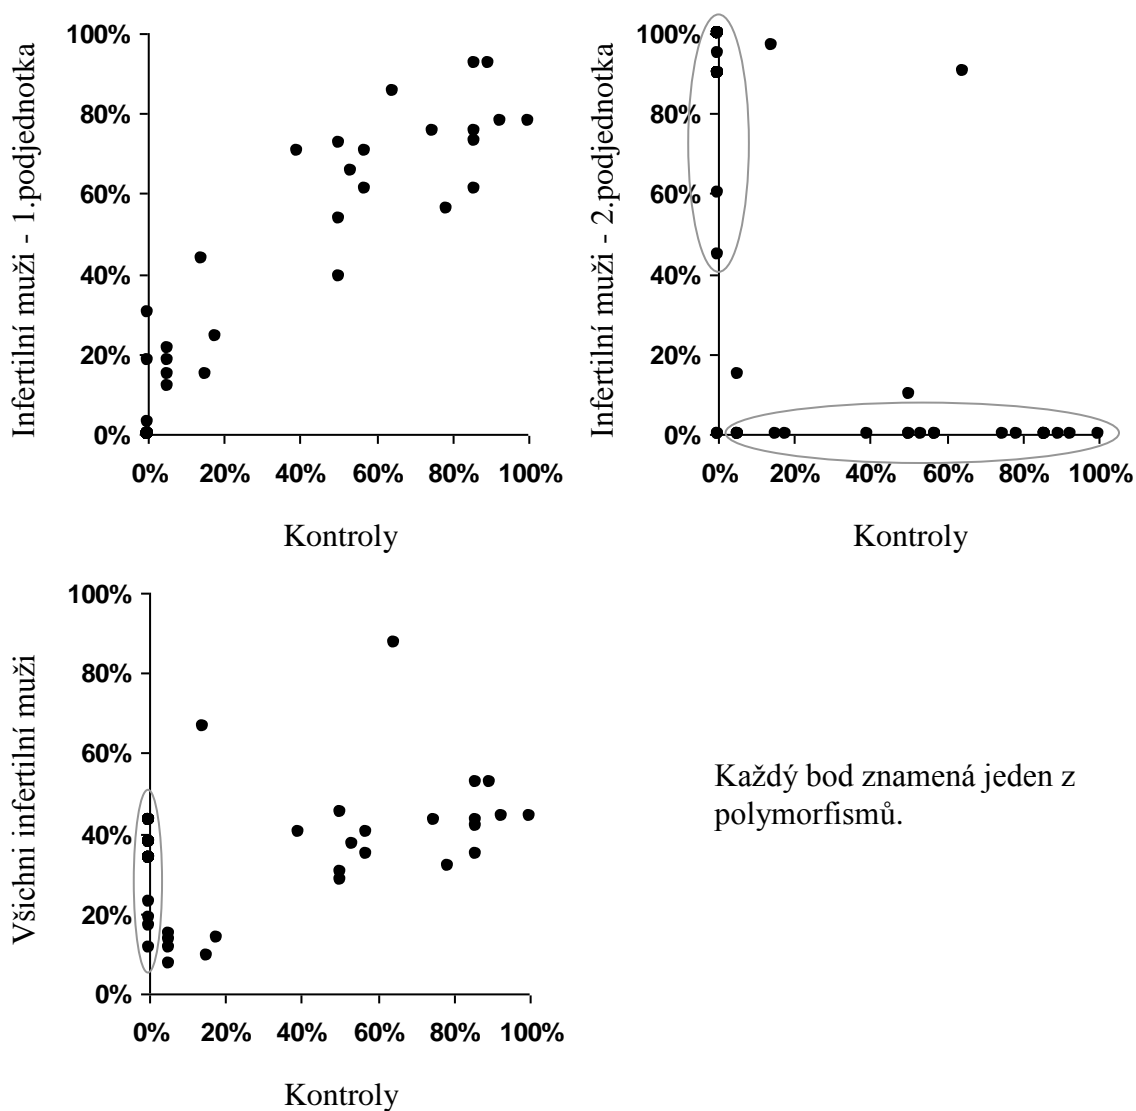 Infertilní muži - 1.podjednotka
100%
80%
60%
40%
20%
0%
0% 20% 40% 60% 80% 100%
Kontroly
Infertilní muži - 2.podjednotka
100%
80%
60%
40%
20%
0%
0% 20% 40% 60% 80% 100%
Kontroly
Všichni infertilní muži
100%
80%
60%
40%
20%
0%
0% 20% 40% 60% 80% 100%
Kontroly
Každý bod znamená jeden z
polymorfismů.